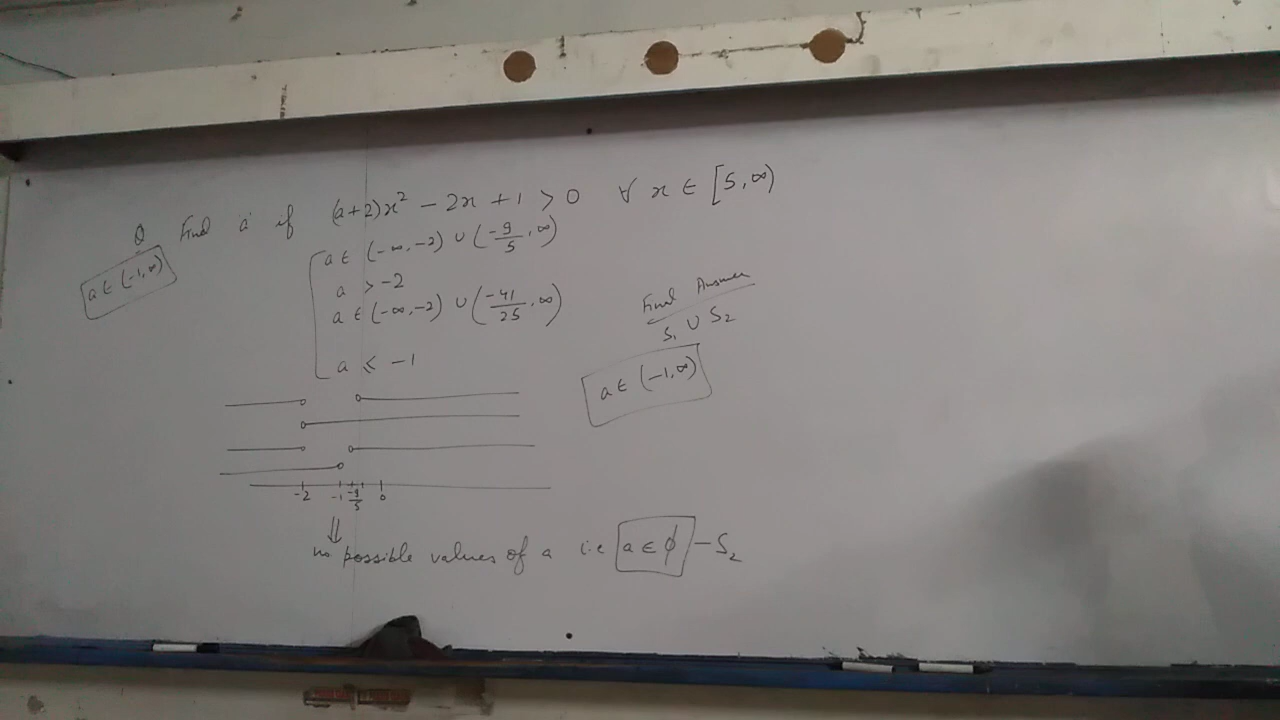 Q Find 'a' if (a+2)x² - 2x + 1 > 0 ∀ x ∈ [5,∞)
a ∈ (-1,∞)
a ∈ (-∞,-2) ∪ (-9/5,∞)
a > -2
a ∈ (-∞,-2) ∪ (-41/25,∞)
a ≤ -1
Final Answer
S₁ ∪ S₂
a ∈ (-1,∞)
-2 -1 -9/5 0
⇓
no possible values of a i.e a ∈ ϕ - S₂